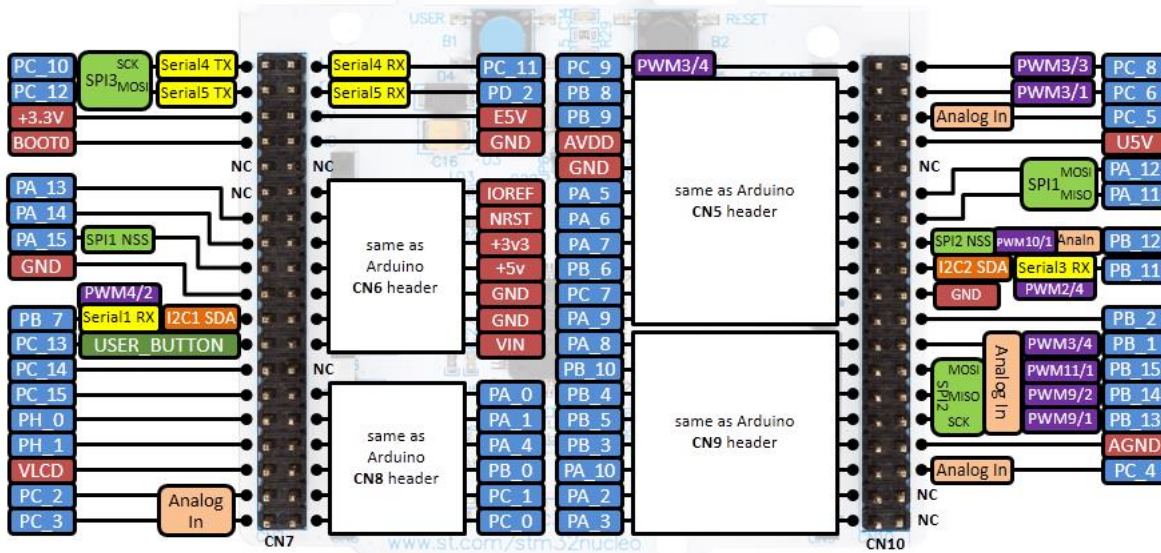 USER
RESET
B1
B2
C14
R29
D4
C16
PC_10
SPI3
SCK
MOSI
Serial4 TX
PC_12
Serial5 TX
+3.3V
BOOT0
NC
PA_13
NC
PA_14
PA_15
SPI1 NSS
GND
PWM4/2
PB_7
Serial1 RX
I2C1 SDA
PC_13
USER_BUTTON
PC_14
PC_15
PH_0
PH_1
VLCD
PC_2
Analog In
PC_3
CN7
Serial4 RX
PC_11
Serial5 RX
PD_2
E5V
GND
NC
same as
Arduino
CN6 header
IOREF
NRST
+3v3
+5v
GND
GND
VIN
NC
same as
Arduino
CN8 header
PA_0
PA_1
PA_4
PB_0
PC_1
PC_0
www.st.com/stm32nucleo
PC_9
PWM3/4
PB_8
PB_9
AVDD
GND
PA_5
PA_6
PA_7
PB_6
PC_7
PA_9
same as Arduino
CN5 header
PA_8
PB_10
PB_4
PB_5
PB_3
PA_10
PA_2
PA_3
same as Arduino
CN9 header
CN10
PWM3/3
PC_8
PWM3/1
PC_6
Analog In
PC_5
U5V
NC
SPI1
MOSI
MISO
PA_12
PA_11
SPI2 NSS
PWM10/1
AnaIn
PB_12
I2C2 SDA
Serial3 RX
PB_11
GND
PWM2/4
PB_2
Analog In
PWM3/4
PB_1
SPI2
MOSI
PWM11/1
PB_15
MISO
PWM9/2
PB_14
SCK
PWM9/1
PB_13
AGND
Analog In
PC_4
NC
NC